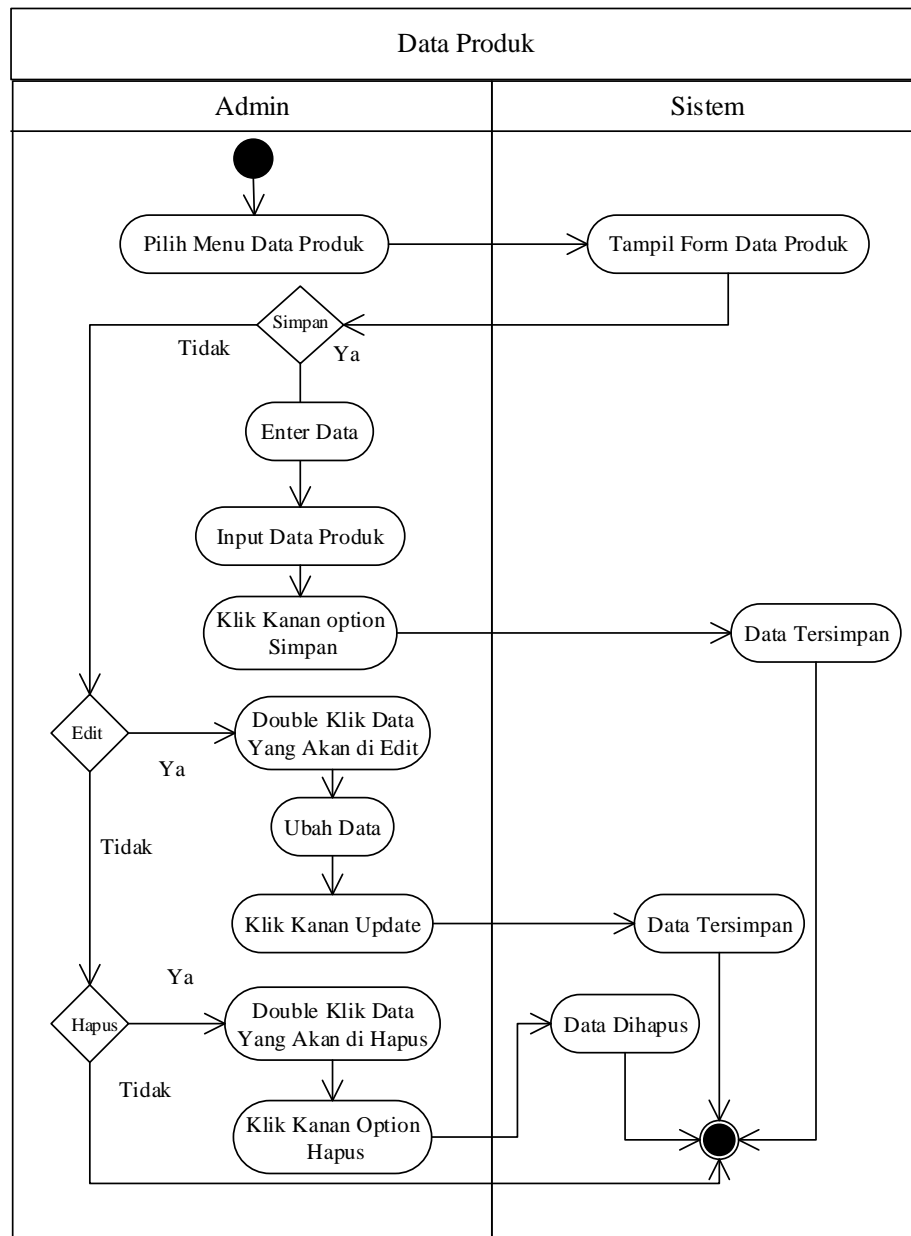 Data Produk
Admin
Sistem
Pilih Menu Data Produk
Tampil Form Data Produk
Simpan
Tidak
Ya
Enter Data
Input Data Produk
Klik Kanan option
Simpan
Data Tersimpan
Edit
Ya
Double Klik Data
Yang Akan di Edit
Ubah Data
Tidak
Klik Kanan Update
Data Tersimpan
Hapus
Ya
Double Klik Data
Yang Akan di Hapus
Data Dihapus
Tidak
Klik Kanan Option
Hapus